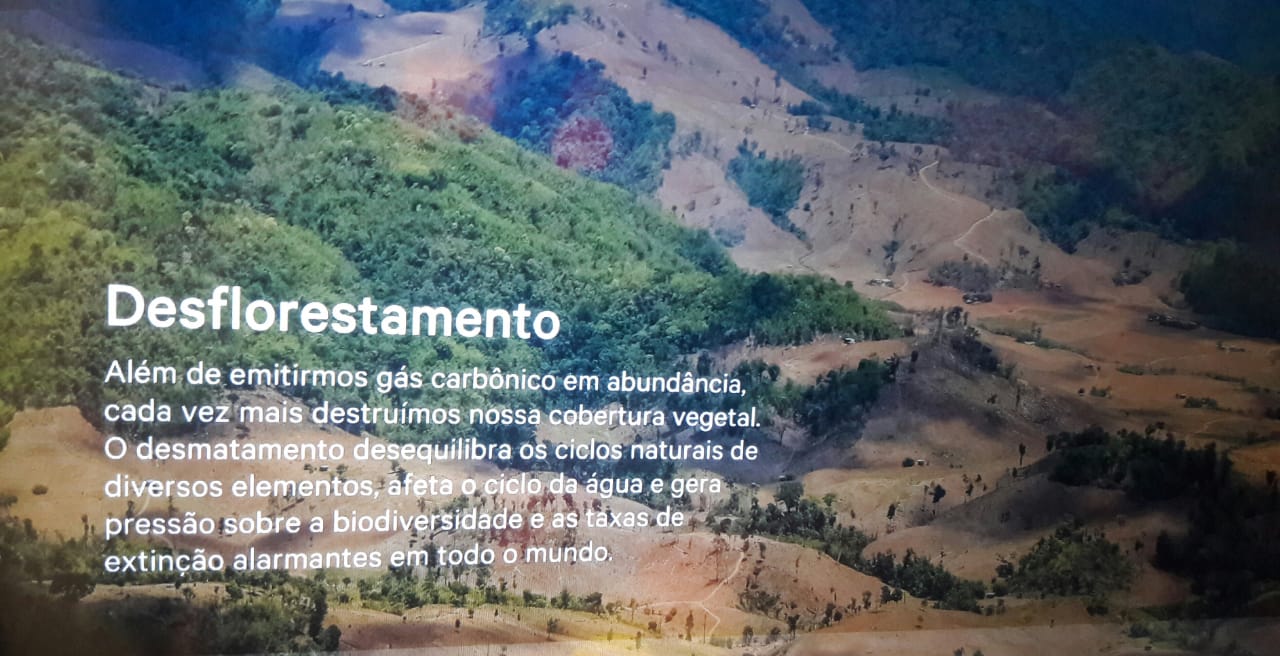 Desflorestamento
Além de emitirmos gás carbônico em abundância,
cada vez mais destruímos nossa cobertura vegetal.
O desmatamento desequilibra os ciclos naturais de
diversos elementos, afeta o ciclo da água e gera
pressão sobre a biodiversidade e as taxas de
extinção alarmantes em todo o mundo.